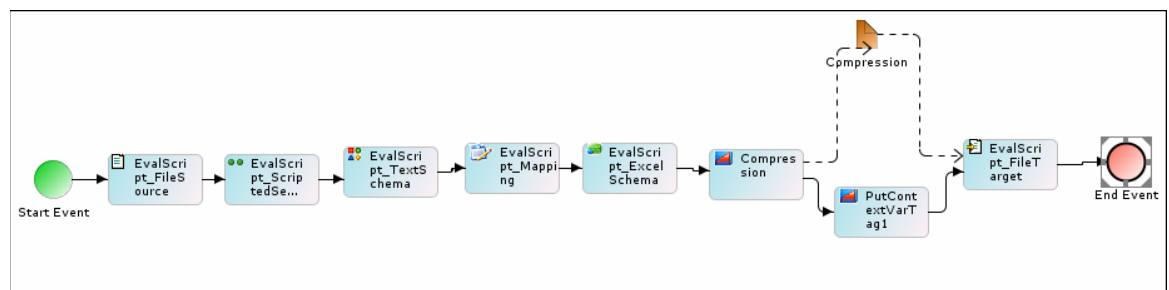 Start Event
EvalScri
pt_FileS
ource
EvalScri
pt_Scrip
tedSe...
EvalScri
pt_TextS
chema
EvalScri
pt_Mappi
ng
EvalScri
pt_Excel
Schema
Compres
sion
Compression
PutCont
extVarT
ag1
EvalScri
pt_FileT
arget
End Event